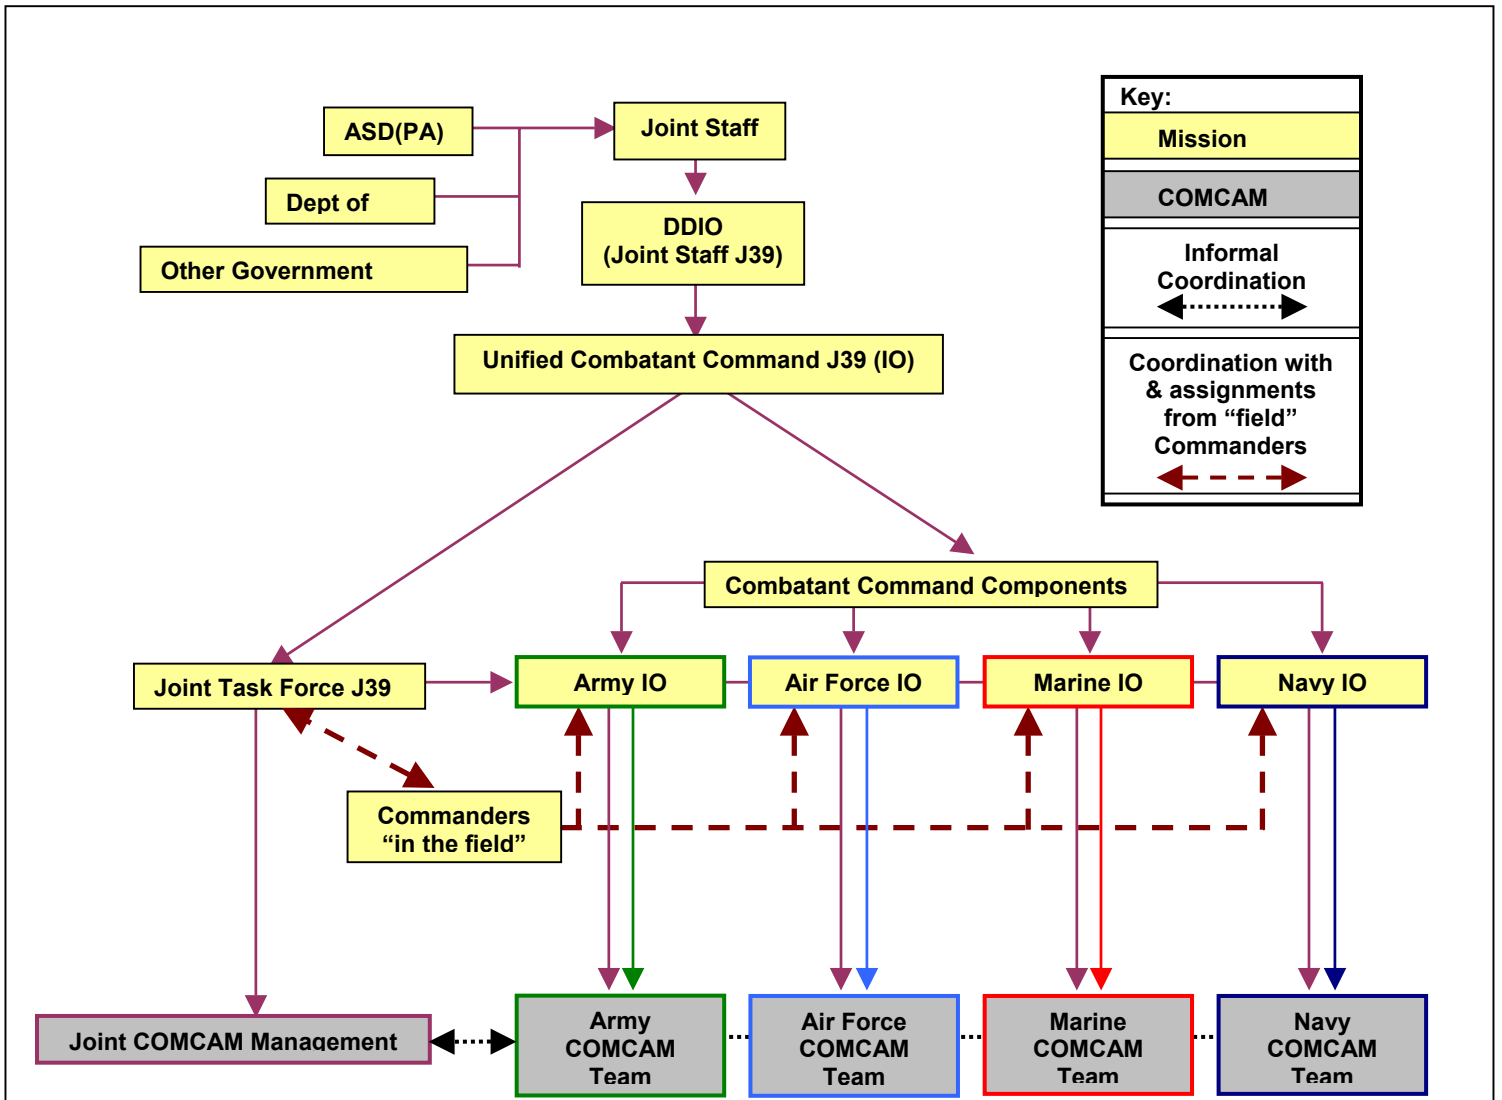 ASD(PA)
Joint Staff
Dept of
DDIO
(Joint Staff J39)
Other Government
Unified Combatant Command J39 (IO)
Key:
Mission
COMCAM
Informal
Coordination
Coordination with
& assignments
from “field”
Commanders
Combatant Command Components
Joint Task Force J39
Army IO
Air Force IO
Marine IO
Navy IO
Commanders
“in the field”
Joint COMCAM Management
Army
COMCAM
Team
Air Force
COMCAM
Team
Marine
COMCAM
Team
Navy
COMCAM
Team